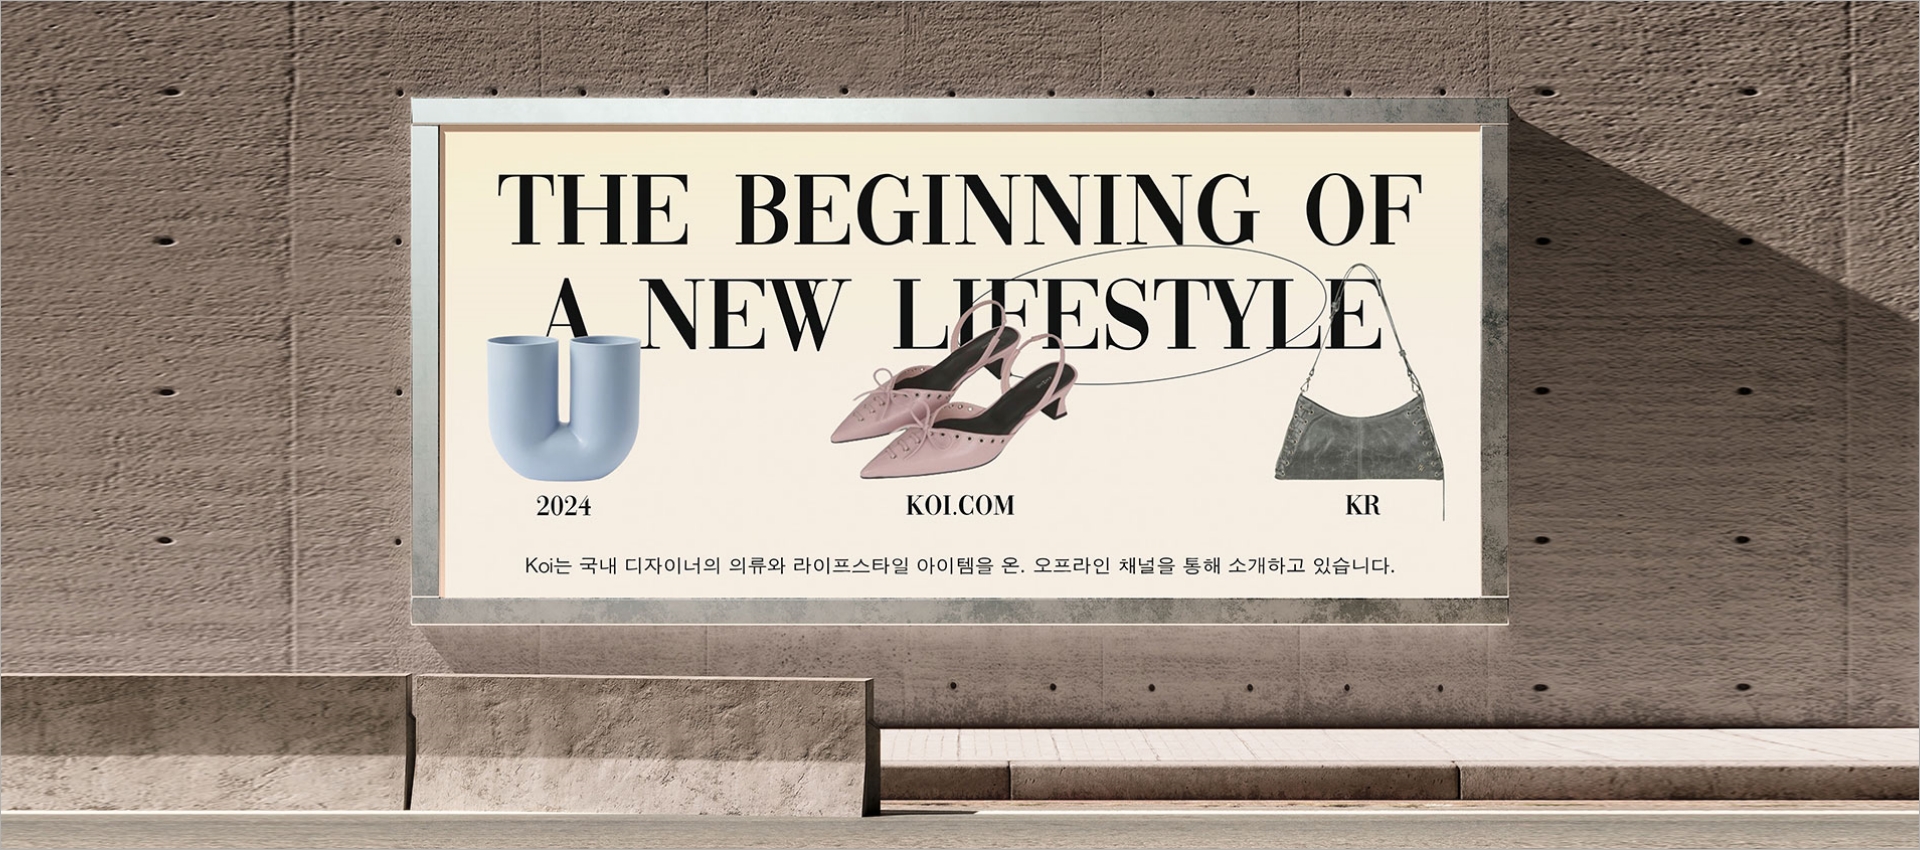 THE BEGINNING OF
A NEW LIFESTYLE
2024
KOI.COM
KR
Koi는 국내 디자이너의 의류와 라이프스타일 아이템을 온. 오프라인 채널을 통해 소개하고 있습니다.